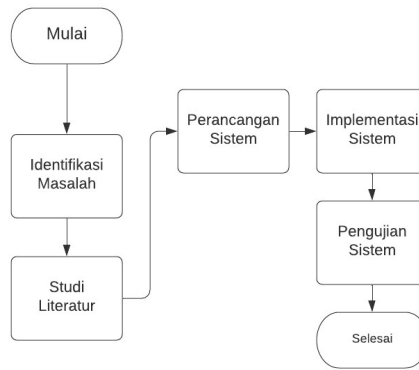 Mulai
Identifikasi
Masalah
Studi
Literatur
Perancangan
Sistem
Implementasi
Sistem
Pengujian
Sistem
Selesai